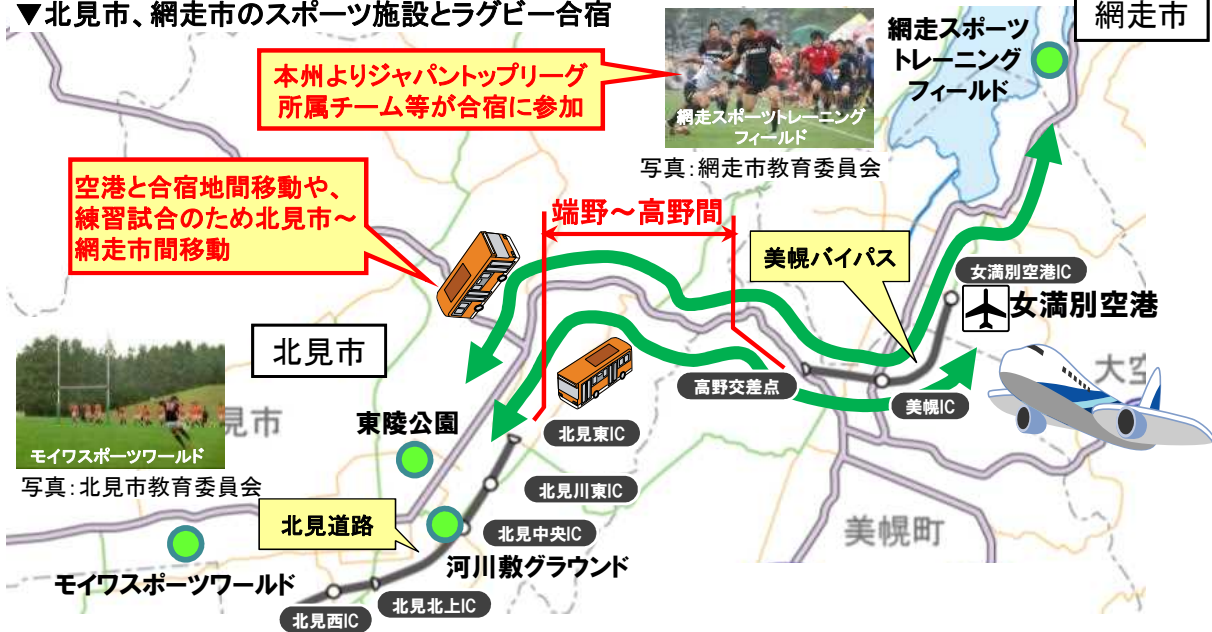 ▼北見市、網走市のスポーツ施設とラグビー合宿
網走市
網走スポーツ
トレーニング
フィールド
本州よりジャパントップリーグ
所属チーム等が合宿に参加
網走スポーツトレーニング
フィールド
写真：網走市教育委員会
空港と合宿地間移動や、
練習試合のため北見市～
網走市間移動
端野～高野間
美幌バイパス
女満別空港IC
女満別空港
北見市
高野交差点
大空
美幌IC
見市
東陵公園
北見東IC
モイワスポーツワールド
写真：北見市教育委員会
北見川東IC
北見道路
北見中央IC
美幌町
河川敷グラウンド
モイワスポーツワールド
北見北上IC
北見西IC